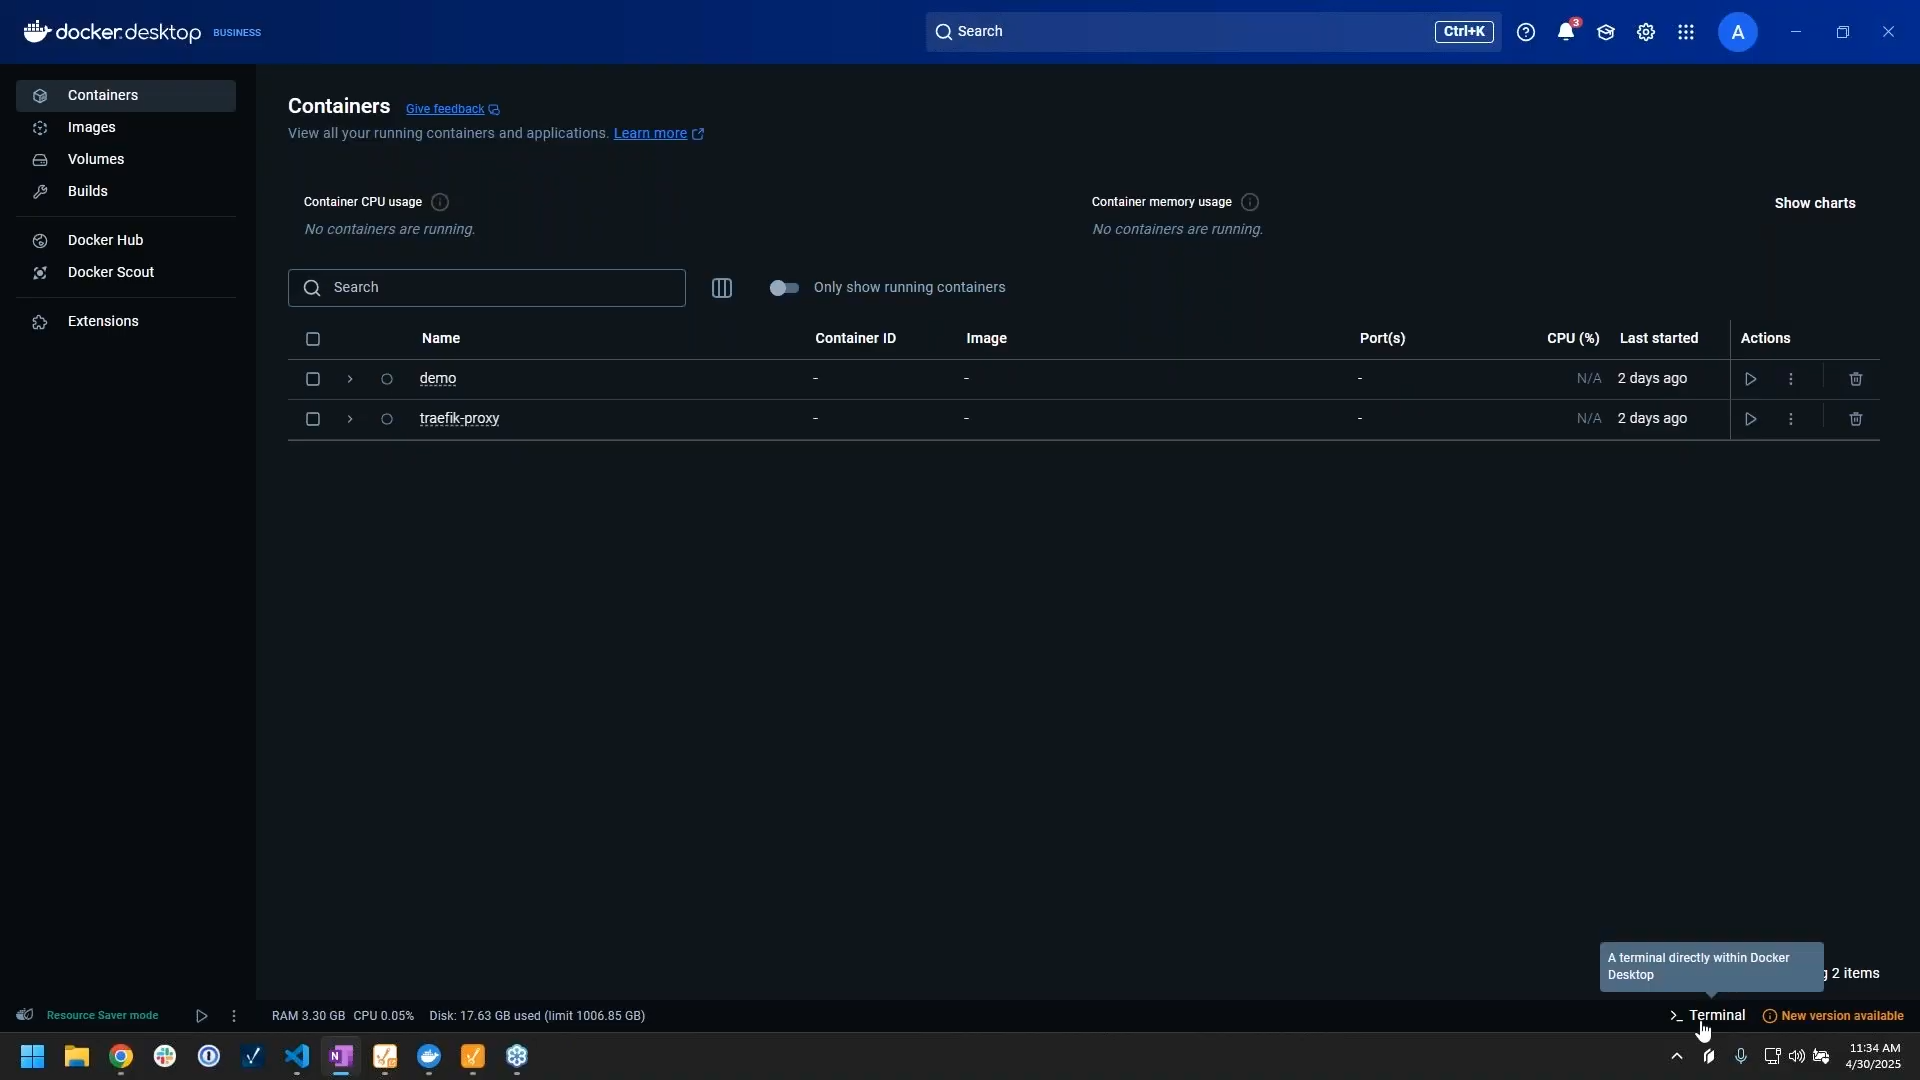 docker desktop BUSINESS
Search Ctrl+K
3
A
Containers
Images
Volumes
Builds
Docker Hub
Docker Scout
Extensions
Containers Give feedback
View all your running containers and applications. Learn more
Container CPU usage
No containers are running.
Container memory usage
No containers are running.
Show charts
Search
Only show running containers
Name Container ID Image Port(s) CPU (%) Last started Actions
demo - - - N/A 2 days ago
traefik-proxy - - - N/A 2 days ago
A terminal directly within Docker
Desktop
g 2 items
Resource Saver mode
RAM 3.30 GB CPU 0.05% Disk: 17.63 GB used (limit 1006.85 GB)
>_ Terminal
New version available
11:34 AM
4/30/2025